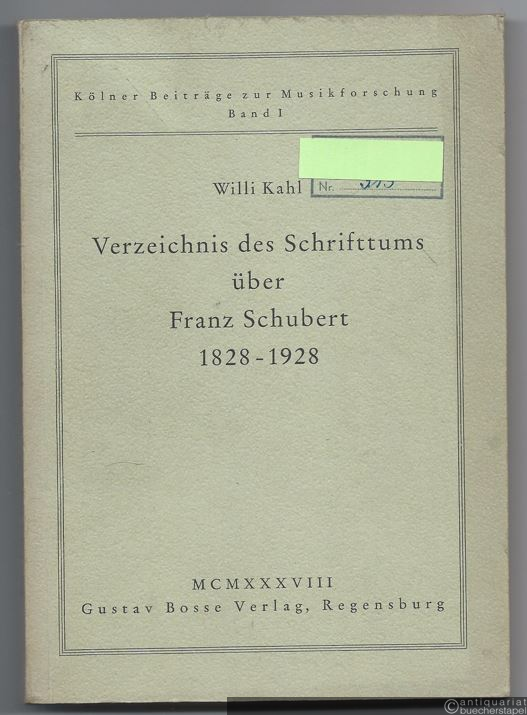 Kölner Beiträge zur Musikforschung
Band I
Willi Kahl
Nr.
Verzeichnis des Schrifttums
über
Franz Schubert
1828-1928
MCMXXXVIII
Gustav Bosse Verlag, Regensburg
antiquariat
buecherstapel